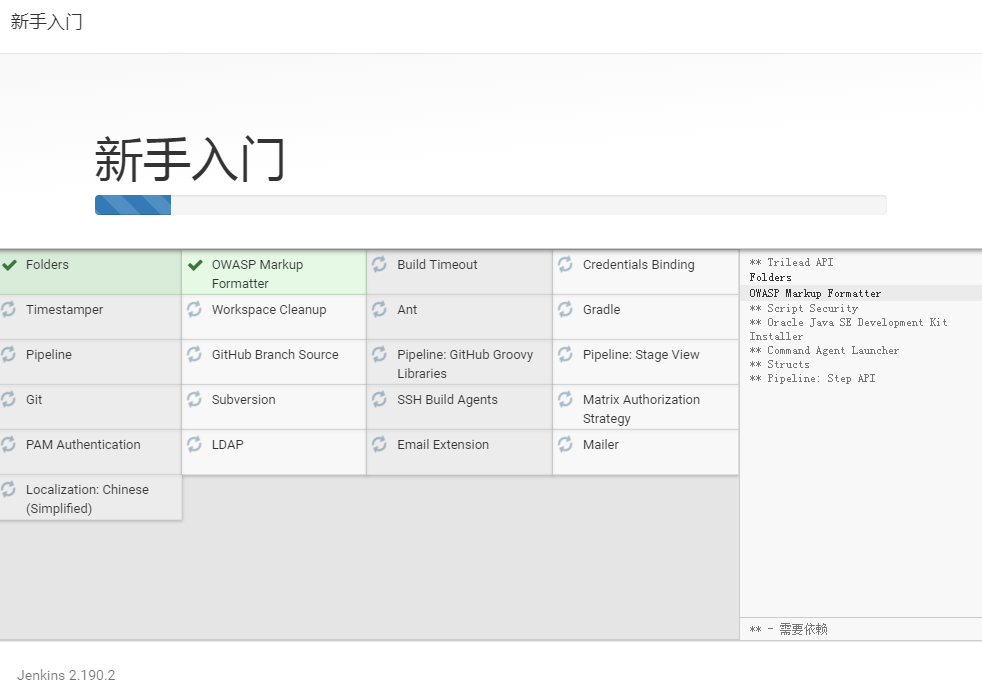 新手入门
新手入门
Folders
OWASP Markup
Formatter
Build Timeout
Credentials Binding
Timestamper
Workspace Cleanup
Ant
Gradle
Pipeline
GitHub Branch Source
Pipeline: GitHub Groovy
Libraries
Pipeline: Stage View
Git
Subversion
SSH Build Agents
Matrix Authorization
Strategy
PAM Authentication
LDAP
Email Extension
Mailer
Localization: Chinese
(Simplified)
** Trilead API
Folders
OWASP Markup Formatter
** Script Security
** Oracle Java SE Development Kit
Installer
** Command Agent Launcher
** Structs
** Pipeline: Step API
** - 需要依赖
Jenkins 2.190.2